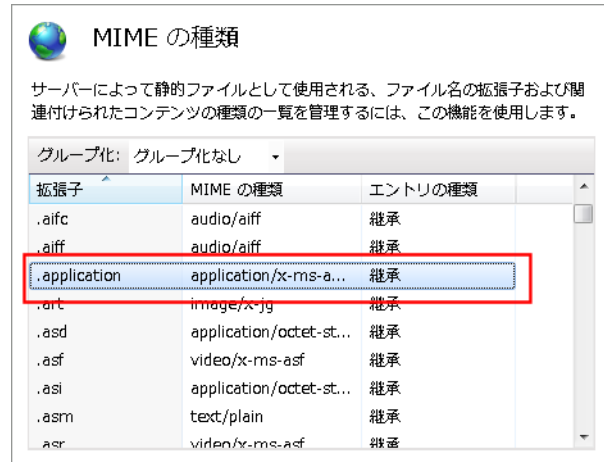 MIME の種類
サーバーによって静的ファイルとして使用される、ファイル名の拡張子および関
連付けられたコンテンツの種類の一覧を管理するには、この機能を使用します。
グループ化: グループ化なし
拡張子 MIME の種類 エントリの種類
.aifc audio/aiff 継承
.aiff audio/aiff 継承
.application application/x-ms-a... 継承
.art image/x-jg 継承
.asd application/octet-st... 継承
.asf video/x-ms-asf 継承
.asi application/octet-st... 継承
.asm text/plain 継承
.asr video/x-ms-asf 継承